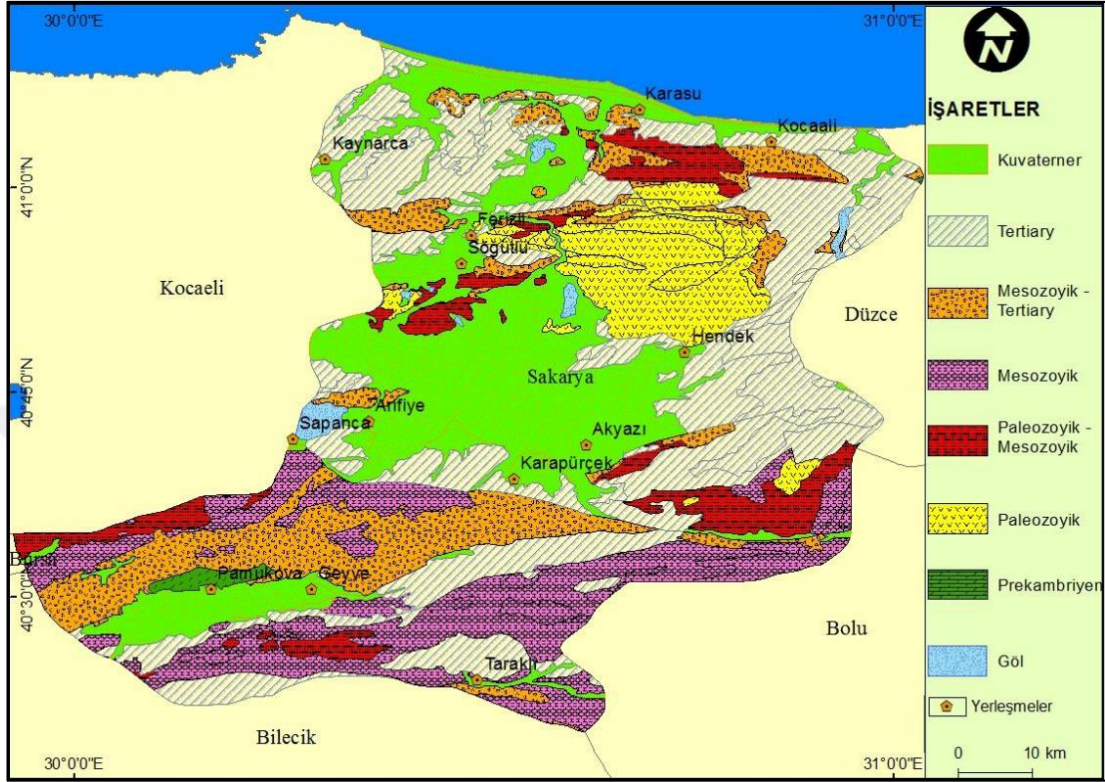 30°0'0"E
31°0'0"E
N
İŞARETLER
Kuvaterner
Tertiary
Mesozoyik -
Tertiary
Mesozoyik
Paleozoyik -
Mesozoyik
Paleozoyik
Prekambriyen
Göl
Yerleşmeler
0 10 km
41°0'0"N
40°45'0"N
40°30'0"N
Karasu
Kocaali
Kaynarca
Ferizli
Söğütlü
Kocaeli
Düzce
Hendek
Sakarya
Arifiye
Sapanca
Akyazı
Karapürçek
Bursa
Pamukova
Geyve
Bolu
Taraklı
Bilecik
30°0'0"E
31°0'0"E